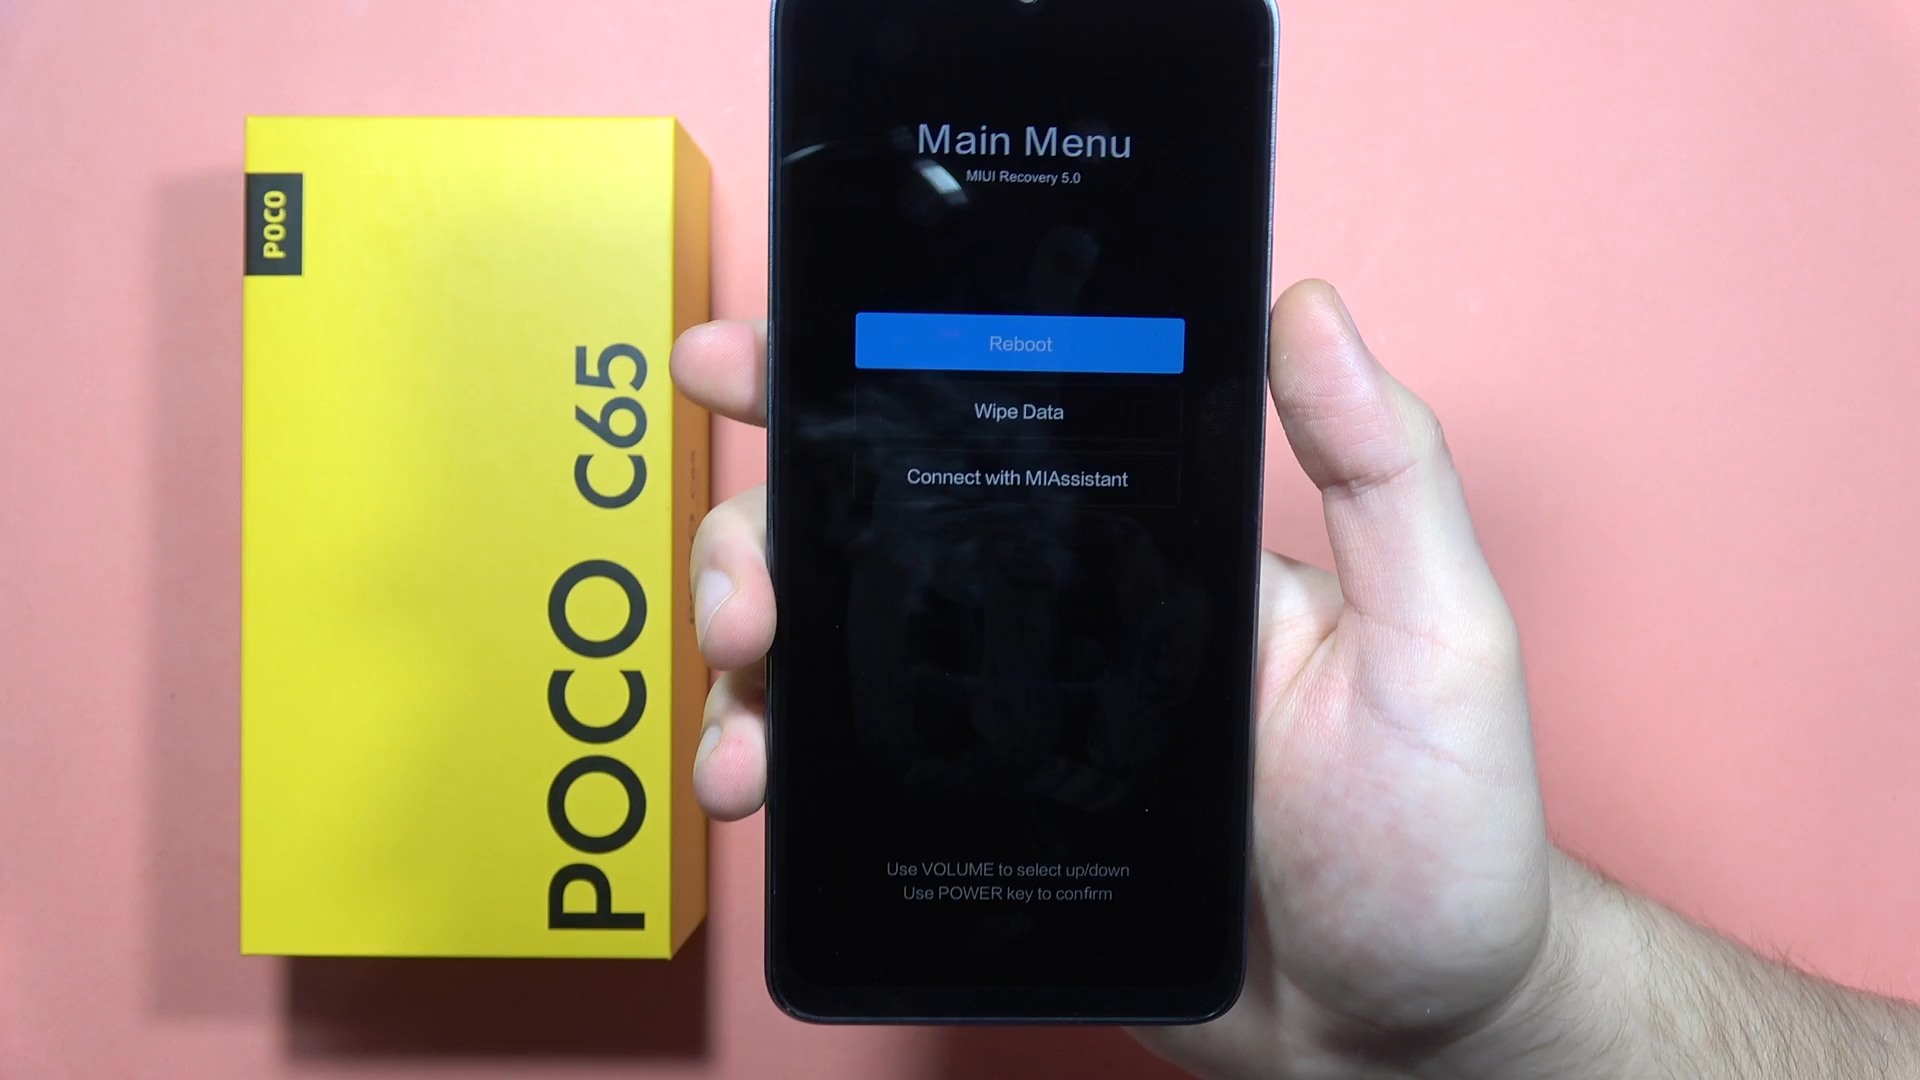 POCO
POCO C65
Main Menu
MIUI Recovery 5.0
Reboot
Wipe Data
Connect with MIAssistant
Use VOLUME to select up/down
Use POWER key to confirm